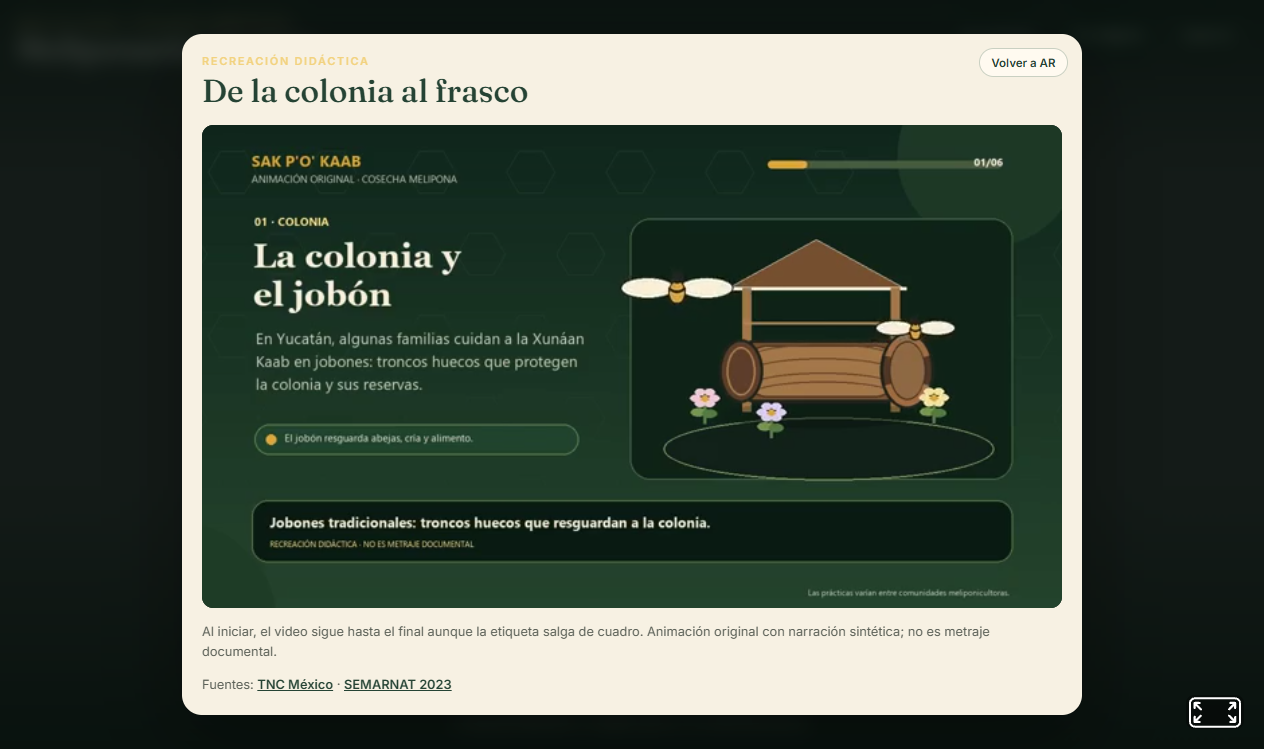 RECREACIÓN DIDÁCTICA
De la colonia al frasco
Volver a AR
SAK P'O' KAAB
ANIMACIÓN ORIGINAL · COSECHA MELIPONA
01/06
01 · COLONIA
La colonia y
el jobón
En Yucatán, algunas familias cuidan a la Xunáan
Kaab en jobones: troncos huecos que protegen
la colonia y sus reservas.
El jobón resguarda abejas, cría y alimento.
Jobones tradicionales: troncos huecos que resguardan a la colonia.
RECREACIÓN DIDÁCTICA · NO ES METRAJE DOCUMENTAL
Las prácticas varían entre comunidades meliponicultoras.
Al iniciar, el video sigue hasta el final aunque la etiqueta salga de cuadro. Animación original con narración sintética; no es metraje
documental.
Fuentes: TNC México · SEMARNAT 2023